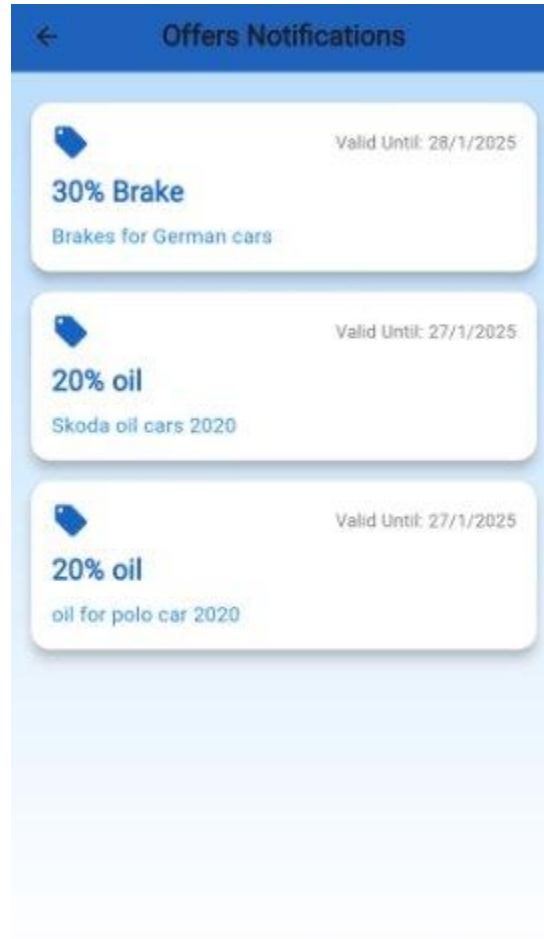 Offers Notifications
Valid Until: 28/1/2025
30% Brake
Brakes for German cars
Valid Until: 27/1/2025
20% oil
Skoda oil cars 2020
Valid Until: 27/1/2025
20% oil
oil for polo car 2020